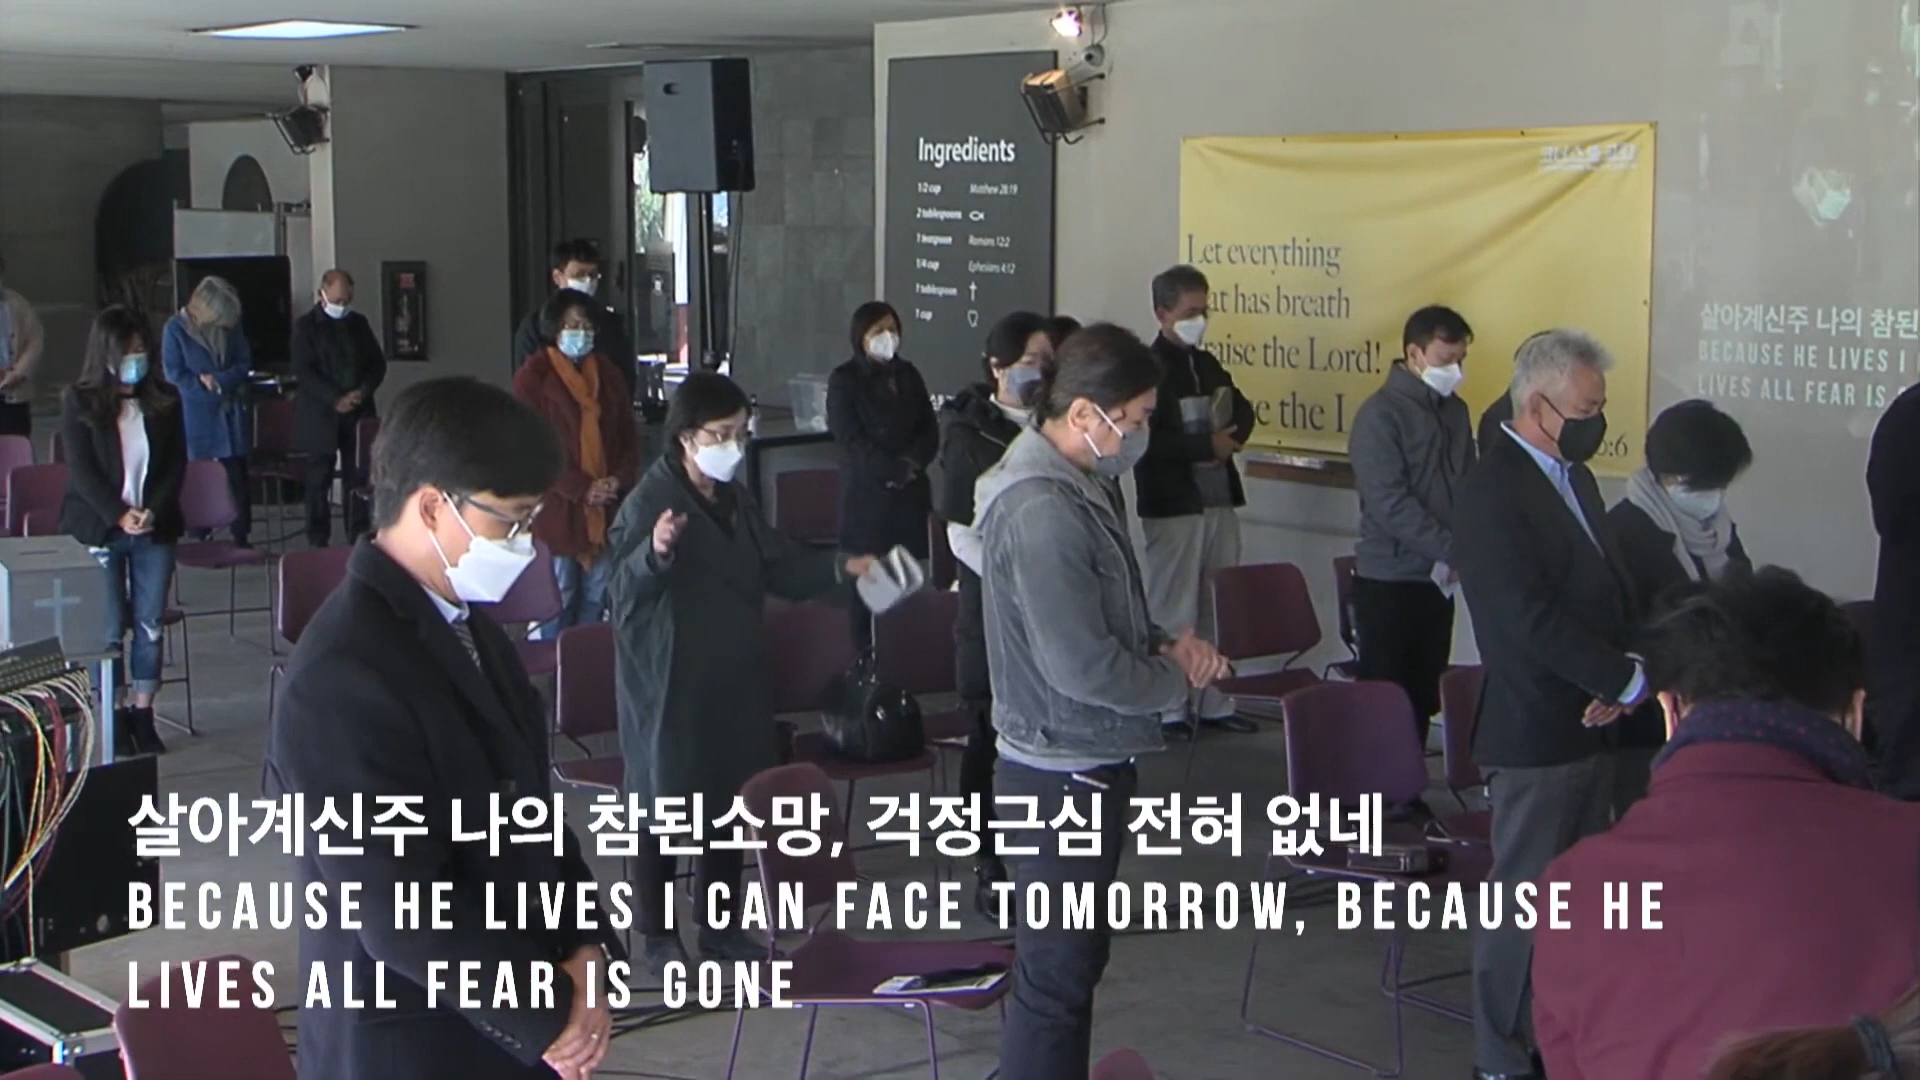 Ingredients
1/2 cup Matthew 28:19
2 tablespoons
1 teaspoon Romans 12:2
1/4 cup Ephesians 4:12
1 tablespoon
1 cup
Let everything
at has breath
raise the Lord!
e the L
:6
살아계신주 나의 참된
BECAUSE HE LIVES I
LIVES ALL FEAR IS
살아계신주 나의 참된소망, 걱정근심 전혀 없네
BECAUSE HE LIVES I CAN FACE TOMORROW, BECAUSE HE
LIVES ALL FEAR IS GONE